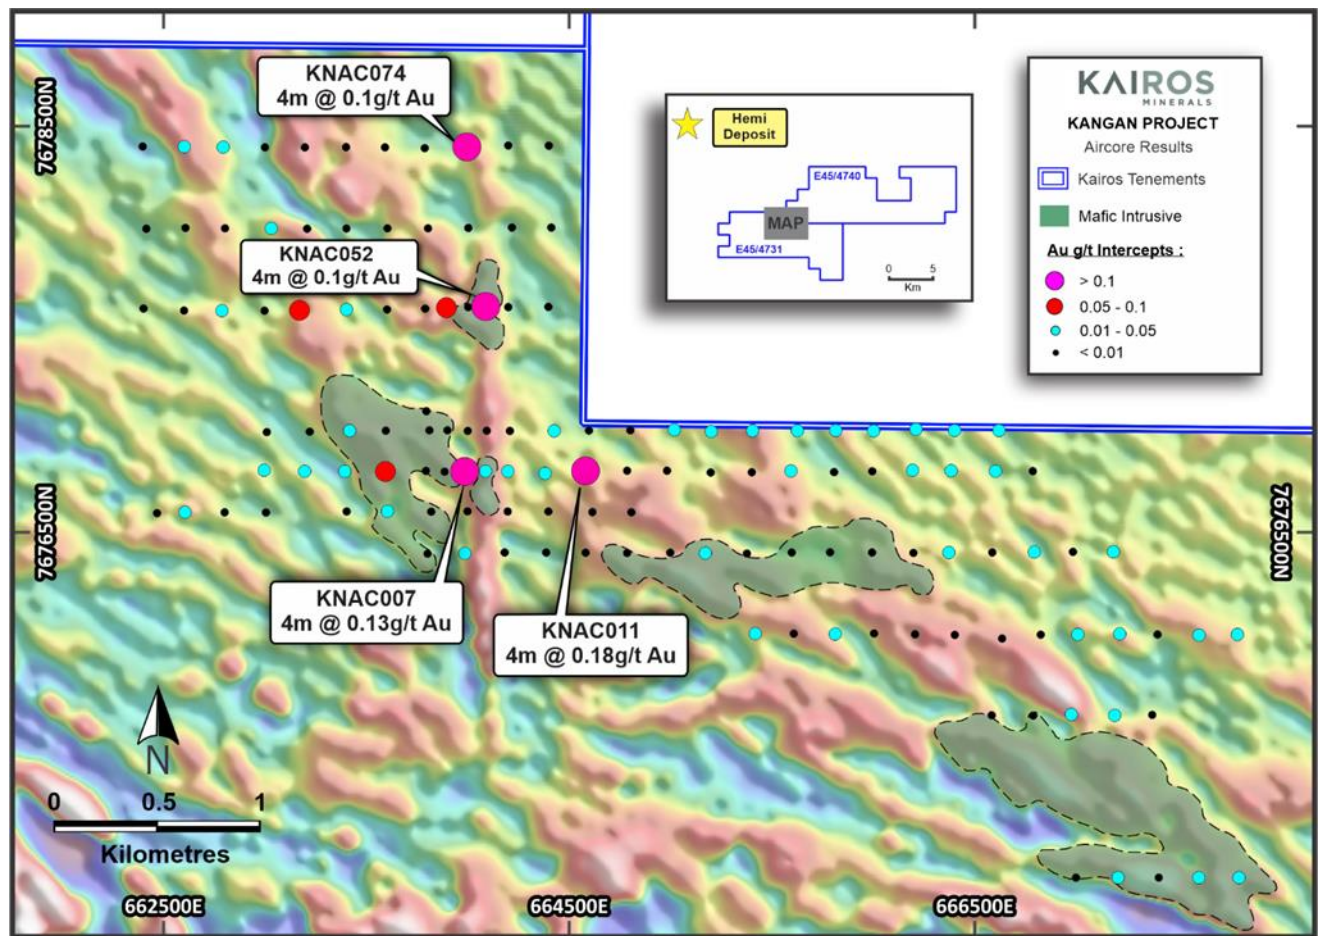 KNAC074
4m @ 0.1g/t Au
7678500N
Hemi
Deposit
E45/4740
MAP
E45/4731
0 5
Km
KAIROS
MINERALS
KANGAN PROJECT
Aircore Results
Kairos Tenements
Mafic Intrusive
Au g/t Intercepts :
> 0.1
0.05 - 0.1
0.01 - 0.05
< 0.01
KNAC052
4m @ 0.1g/t Au
7676500N
7676500N
KNAC007
4m @ 0.13g/t Au
KNAC011
4m @ 0.18g/t Au
N
0 0.5 1
Kilometres
662500E
664500E
666500E